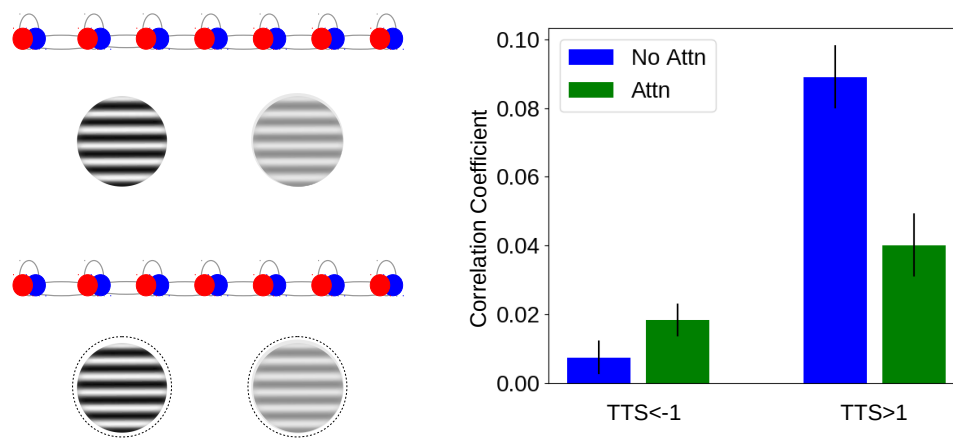 0.10
0.08
0.06
0.04
0.02
0.00
Correlation Coefficient
No Attn
Attn
TTS<-1
TTS>1